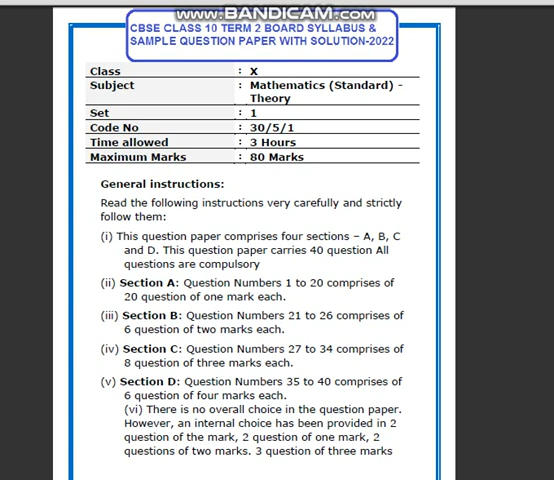 www.BANDICAM.com
CBSE CLASS 10 TERM 2 BOARD SYLLABUS &
SAMPLE QUESTION PAPER WITH SOLUTION-2022
Class : X
Subject : Mathematics (Standard) -
Theory
Set : 1
Code No : 30/5/1
Time allowed : 3 Hours
Maximum Marks : 80 Marks
General instructions:
Read the following instructions very carefully and strictly
follow them:
(i) This question paper comprises four sections – A, B, C
and D. This question paper carries 40 question All
questions are compulsory
(ii) Section A: Question Numbers 1 to 20 comprises of
20 question of one mark each.
(iii) Section B: Question Numbers 21 to 26 comprises of
6 question of two marks each.
(iv) Section C: Question Numbers 27 to 34 comprises of
8 question of three marks each.
(v) Section D: Question Numbers 35 to 40 comprises of
6 question of four marks each.
(vi) There is no overall choice in the question paper.
However, an internal choice has been provided in 2
question of the mark, 2 question of one mark, 2
questions of two marks. 3 question of three marks